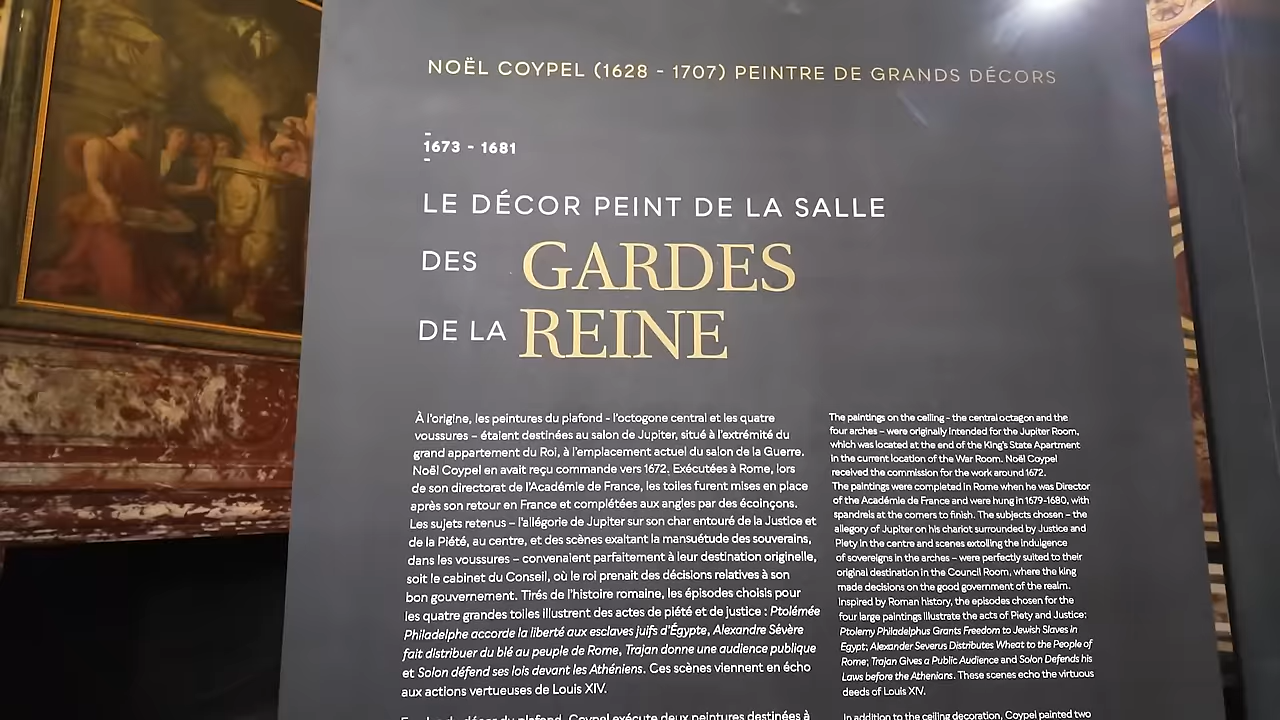 NOËL COYPEL (1628 - 1707) PEINTRE DE GRANDS DÉCORS
1673 - 1681
LE DÉCOR PEINT DE LA SALLE
DES GARDES
DE LA REINE
À l'origine, les peintures du plafond - l'octogone central et les quatre
voussures – étaient destinées au salon de Jupiter, situé à l'extrémité du
grand appartement du Roi, à l'emplacement actuel du salon de la Guerre.
Noël Coypel en avait reçu commande vers 1672. Exécutées à Rome, lors
de son directorat de l'Académie de France, les toiles furent mises en place
après son retour en France et complétées aux angles par des écoinçons.
Les sujets retenus – l'allégorie de Jupiter sur son char entouré de la Justice et
de la Piété, au centre, et des scènes exaltant la mansuétude des souverains,
dans les voussures – convenaient parfaitement à leur destination originelle,
soit le cabinet du Conseil, où le roi prenait des décisions relatives à son
bon gouvernement. Tirés de l'histoire romaine, les épisodes choisis pour
les quatre grandes toiles illustrent des actes de piété et de justice : Ptolémée
Philadelphe accorde la liberté aux esclaves juifs d'Égypte, Alexandre Sévère
fait distribuer du blé au peuple de Rome, Trajan donne une audience publique
et Solon défend ses lois devant les Athéniens. Ces scènes viennent en écho
aux actions vertueuses de Louis XIV.
du décor du plafond, Coypel exécute deux peintures destinées à
The paintings on the ceiling - the central octagon and the
four arches – were originally intended for the Jupiter Room,
which was located at the end of the King's State Apartment
in the current location of the War Room. Noël Coypel
received the commission for the work around 1672.
The paintings were completed in Rome when he was Director
of the Académie de France and were hung in 1679-1680, with
spandrels at the corners to finish. The subjects chosen – the
allegory of Jupiter on his chariot surrounded by Justice and
Piety in the centre and scenes extolling the indulgence
of sovereigns in the arches – were perfectly suited to their
original destination in the Council Room, where the king
made decisions on the good government of the realm.
Inspired by Roman history, the episodes chosen for the
four large paintings illustrate the acts of Piety and Justice:
Ptolemy Philadelphus Grants Freedom to Jewish Slaves in
Egypt; Alexander Severus Distributes Wheat to the People of
Rome; Trajan Gives a Public Audience and Solon Defends his
Laws before the Athenians. These scenes echo the virtuous
deeds of Louis XIV.
In addition to the ceiling decoration, Coypel painted two